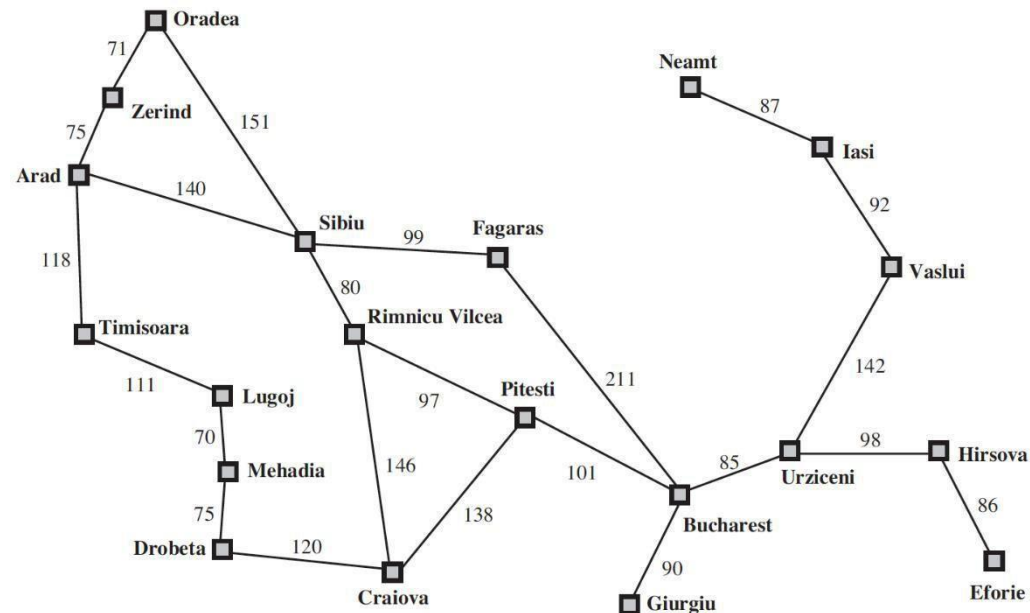 Oradea
71
Neamt
87
Zerind
151
75
Iasi
Arad
140
92
Sibiu
Fagaras
99
118
Vaslui
80
Timisoara
Rimnicu Vilcea
142
111
211
Lugoj
Pitesti
97
70
98
Hirsova
146
85
Mehadia
101
Urziceni
86
75
138
Bucharest
Drobeta
120
90
Craiova
Giurgiu
Eforie